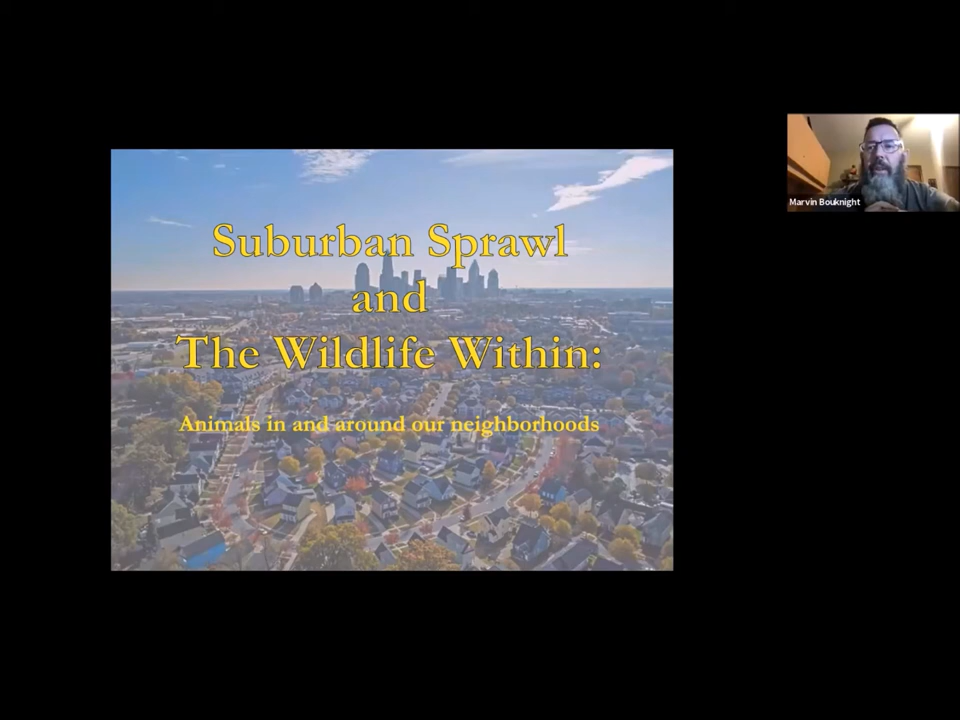 Suburban Sprawl
and
The Wildlife Within:
Animals in and around our neighborhoods
Marvin Bouknight